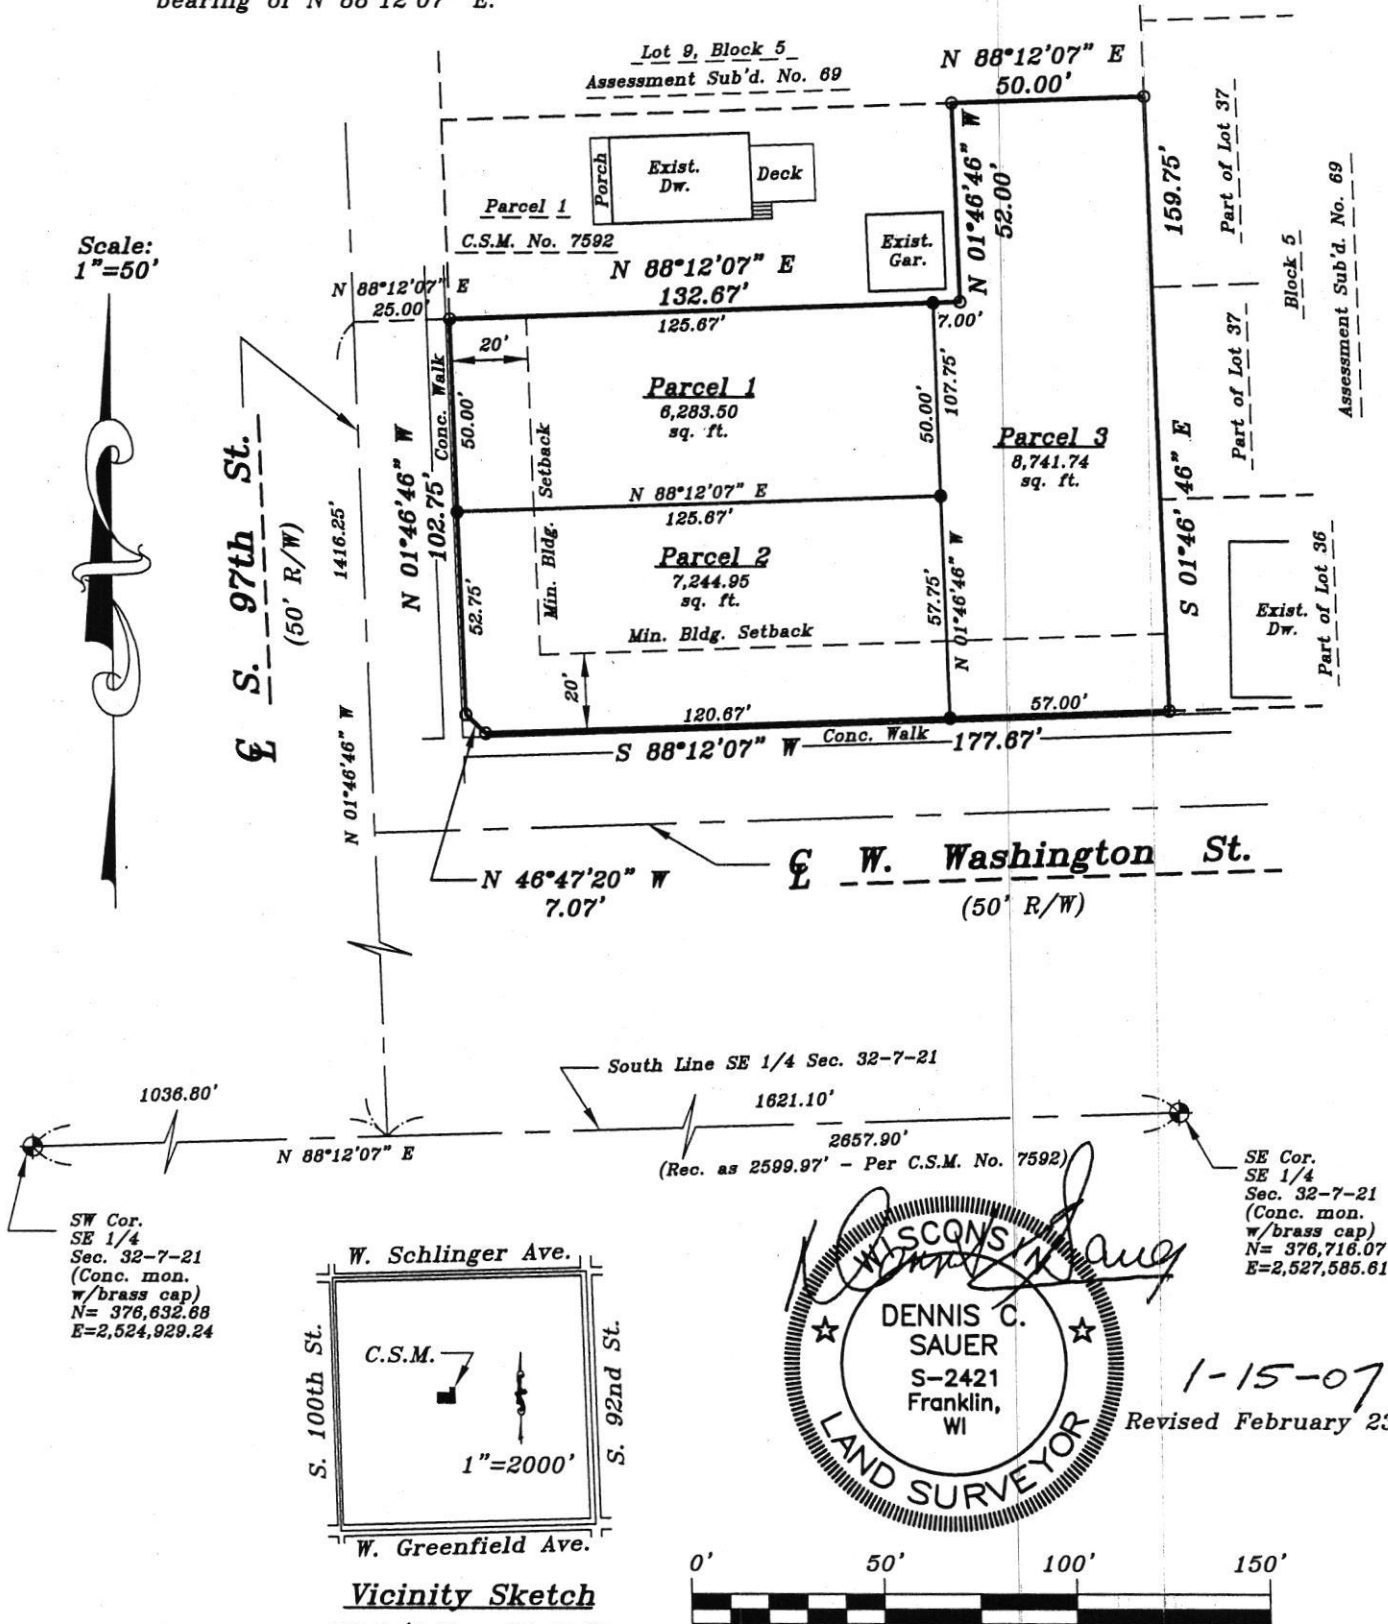 bearing of N 88°12'07" E.
Lot 9, Block 5
Assessment Sub'd. No. 69
N 88°12'07" E
50.00'
Porch
Exist.
Dw.
Deck
Parcel 1
C.S.M. No. 7592
Exist.
Gar.
N 01°46'46" W
52.00'
159.75'
Part of Lot 37
Block 5
Assessment Sub'd. No. 69
Scale:
1"=50'
N 88°12'07" E
25.00'
N 88°12'07" E
132.67'
125.67'
7.00'
20'
Conc. Walk
50.00'
Parcel 1
6,283.50
sq. ft.
50.00'
107.75'
Parcel 3
8,741.74
sq. ft.
Part of Lot 37
S 01°46'46" E
℄ S. 97th St.
(50' R/W)
1416.25'
N 01°46'46" W
102.75'
Min. Bldg. Setback
N 88°12'07" E
125.67'
Parcel 2
7,244.95
sq. ft.
52.75'
57.75'
N 01°46'46" W
Min. Bldg. Setback
20'
Exist.
Dw.
Part of Lot 36
120.67'
57.00'
S 88°12'07" W
Conc. Walk
177.67'
N 01°46'46" W
℄ W. Washington St.
(50' R/W)
N 46°47'20" W
7.07'
South Line SE 1/4 Sec. 32-7-21
1036.80'
1621.10'
N 88°12'07" E
2657.90'
(Rec. as 2599.97' - Per C.S.M. No. 7592)
SW Cor.
SE 1/4
Sec. 32-7-21
(Conc. mon.
w/brass cap)
N= 376,632.68
E=2,524,929.24
SE Cor.
SE 1/4
Sec. 32-7-21
(Conc. mon.
w/brass cap)
N= 376,716.07
E=2,527,585.61
W. Schlinger Ave.
S. 100th St.
C.S.M.
1"=2000'
S. 92nd St.
W. Greenfield Ave.
Vicinity Sketch
WISCONSIN
DENNIS C.
SAUER
S-2421
Franklin,
WI
LAND SURVEYOR
1-15-07
Revised February 23
0' 50' 100' 150'